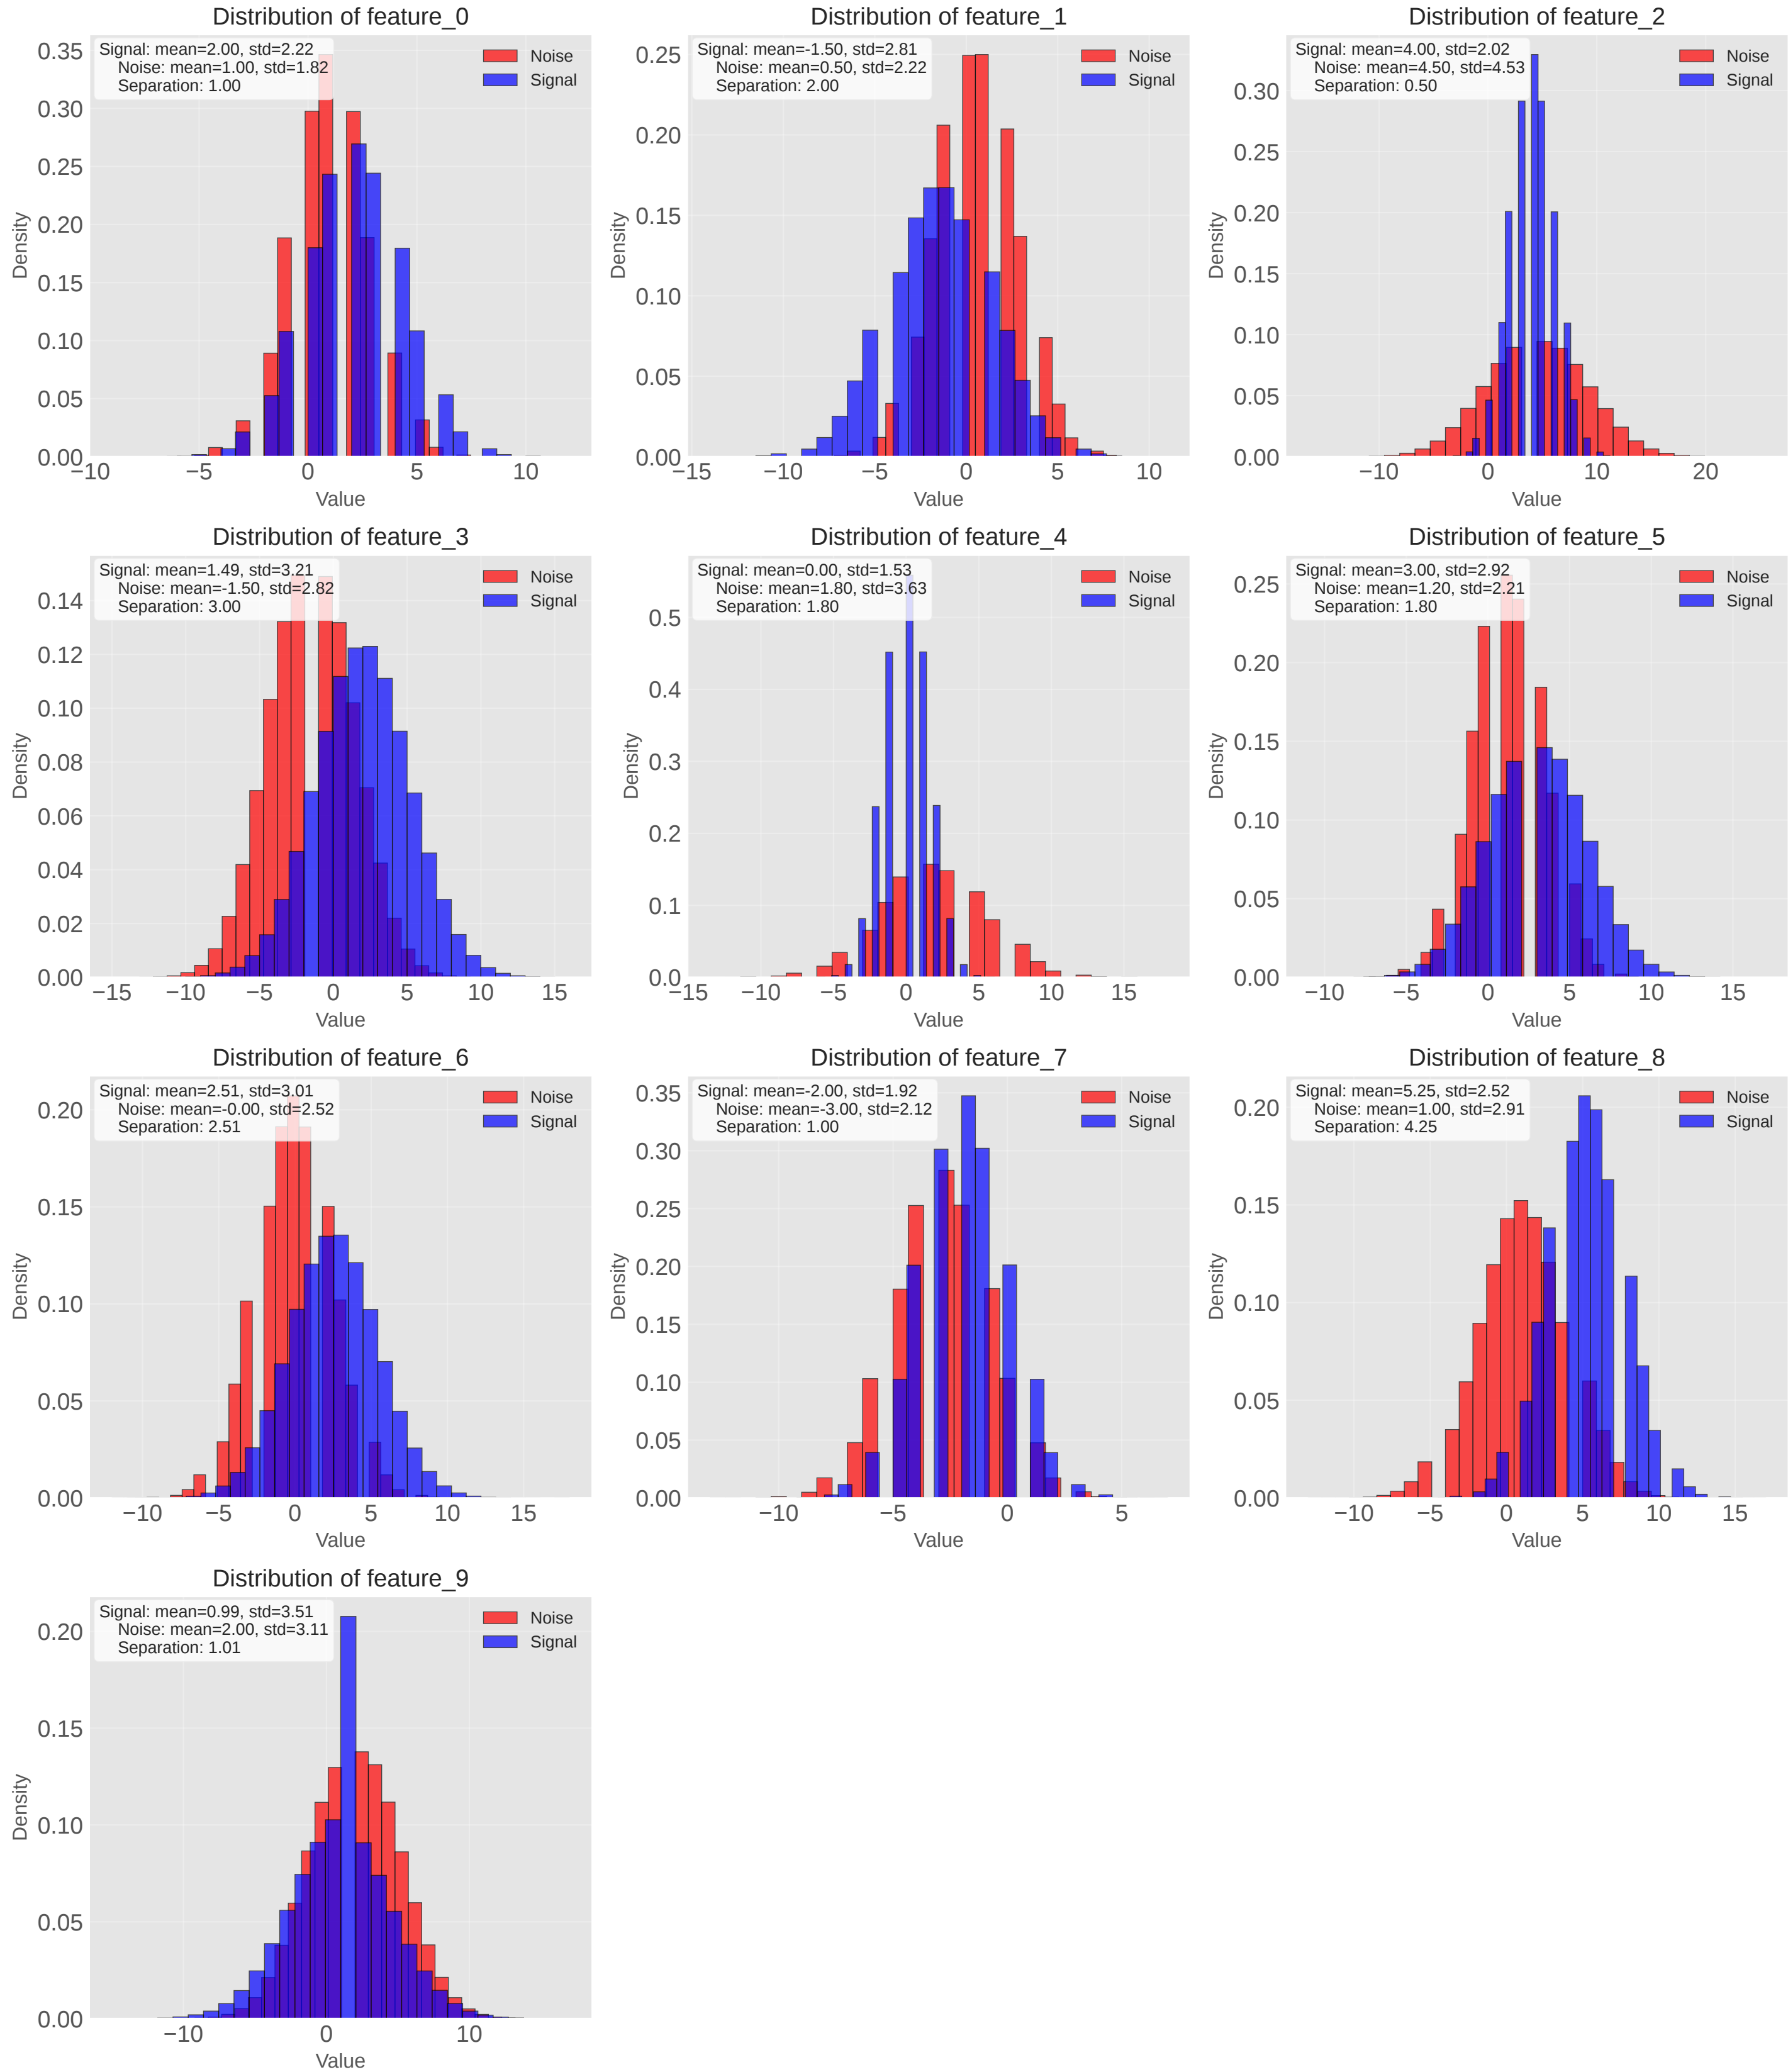 Distribution of feature_0
Signal: mean=2.00, std=2.22
Noise: mean=1.00, std=1.82
Separation: 1.00
Noise
Signal
0.35
0.30
0.25
0.20
0.15
0.10
0.05
0.00
Density
−10 −5 0 5 10
Value
Distribution of feature_1
Signal: mean=-1.50, std=2.81
Noise: mean=0.50, std=2.22
Separation: 2.00
Noise
Signal
0.25
0.20
0.15
0.10
0.05
0.00
Density
−15 −10 −5 0 5 10
Value
Distribution of feature_2
Signal: mean=4.00, std=2.02
Noise: mean=4.50, std=4.53
Separation: 0.50
Noise
Signal
0.30
0.25
0.20
0.15
0.10
0.05
0.00
Density
−10 0 10 20
Value
Distribution of feature_3
Signal: mean=1.49, std=3.21
Noise: mean=-1.50, std=2.82
Separation: 3.00
Noise
Signal
0.14
0.12
0.10
0.08
0.06
0.04
0.02
0.00
Density
−15 −10 −5 0 5 10 15
Value
Distribution of feature_4
Signal: mean=0.00, std=1.53
Noise: mean=1.80, std=3.63
Separation: 1.80
Noise
Signal
0.5
0.4
0.3
0.2
0.1
0.0
Density
−15 −10 −5 0 5 10 15
Value
Distribution of feature_5
Signal: mean=3.00, std=2.92
Noise: mean=1.20, std=2.21
Separation: 1.80
Noise
Signal
0.25
0.20
0.15
0.10
0.05
0.00
Density
−10 −5 0 5 10 15
Value
Distribution of feature_6
Signal: mean=2.51, std=3.01
Noise: mean=-0.00, std=2.52
Separation: 2.51
Noise
Signal
0.20
0.15
0.10
0.05
0.00
Density
−10 −5 0 5 10 15
Value
Distribution of feature_7
Signal: mean=-2.00, std=1.92
Noise: mean=-3.00, std=2.12
Separation: 1.00
Noise
Signal
0.35
0.30
0.25
0.20
0.15
0.10
0.05
0.00
Density
−10 −5 0 5
Value
Distribution of feature_8
Signal: mean=5.25, std=2.52
Noise: mean=1.00, std=2.91
Separation: 4.25
Noise
Signal
0.20
0.15
0.10
0.05
0.00
Density
−10 −5 0 5 10 15
Value
Distribution of feature_9
Signal: mean=0.99, std=3.51
Noise: mean=2.00, std=3.11
Separation: 1.01
Noise
Signal
0.20
0.15
0.10
0.05
0.00
Density
−10 0 10
Value